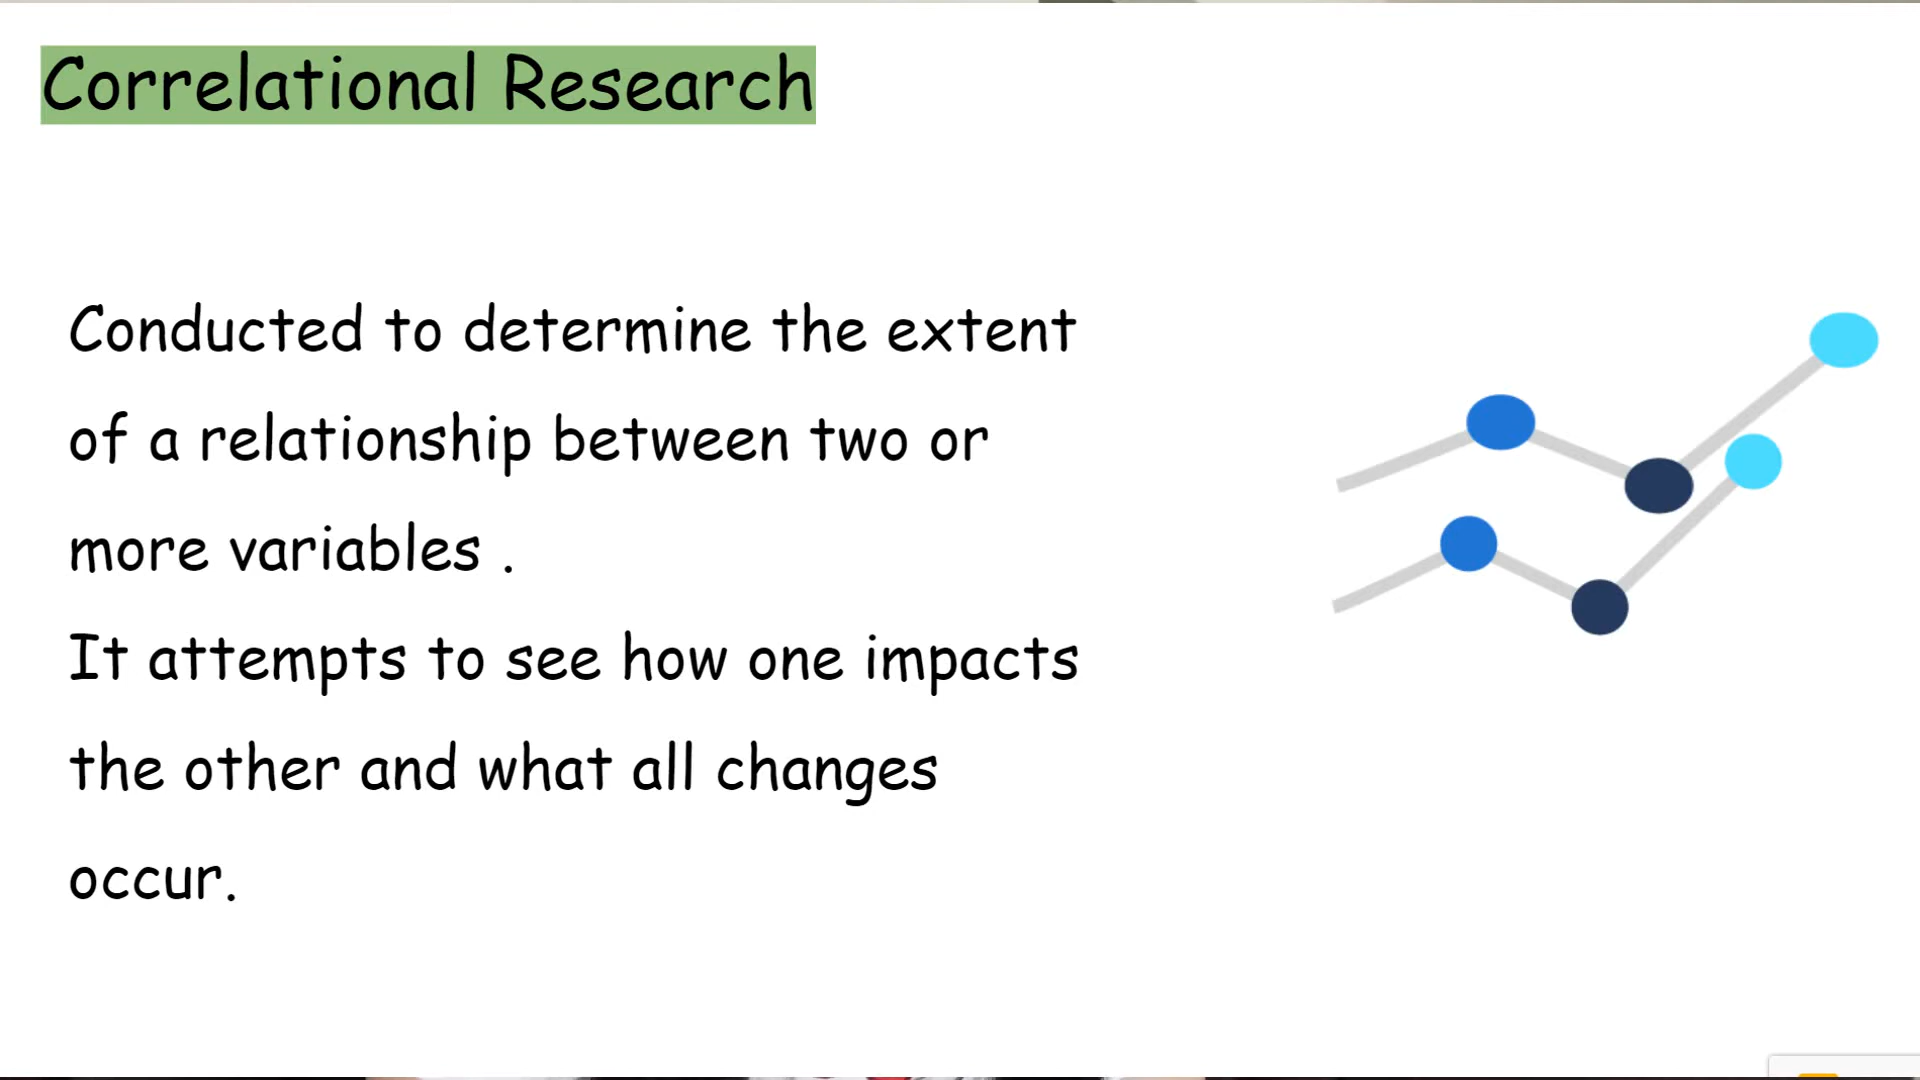 Correlational Research
Conducted to determine the extent
of a relationship between two or
more variables .
It attempts to see how one impacts
the other and what all changes
occur.